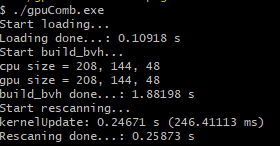 $ ./gpuComb.exe
Start loading...
Loading done...: 0.10918 s
Start build_bvh...
cpu size = 208, 144, 48
gpu size = 208, 144, 48
build_bvh done...: 1.88198 s
Start rescanning...
kernelUpdate: 0.24671 s (246.41113 ms)
Rescaning done...: 0.25873 s